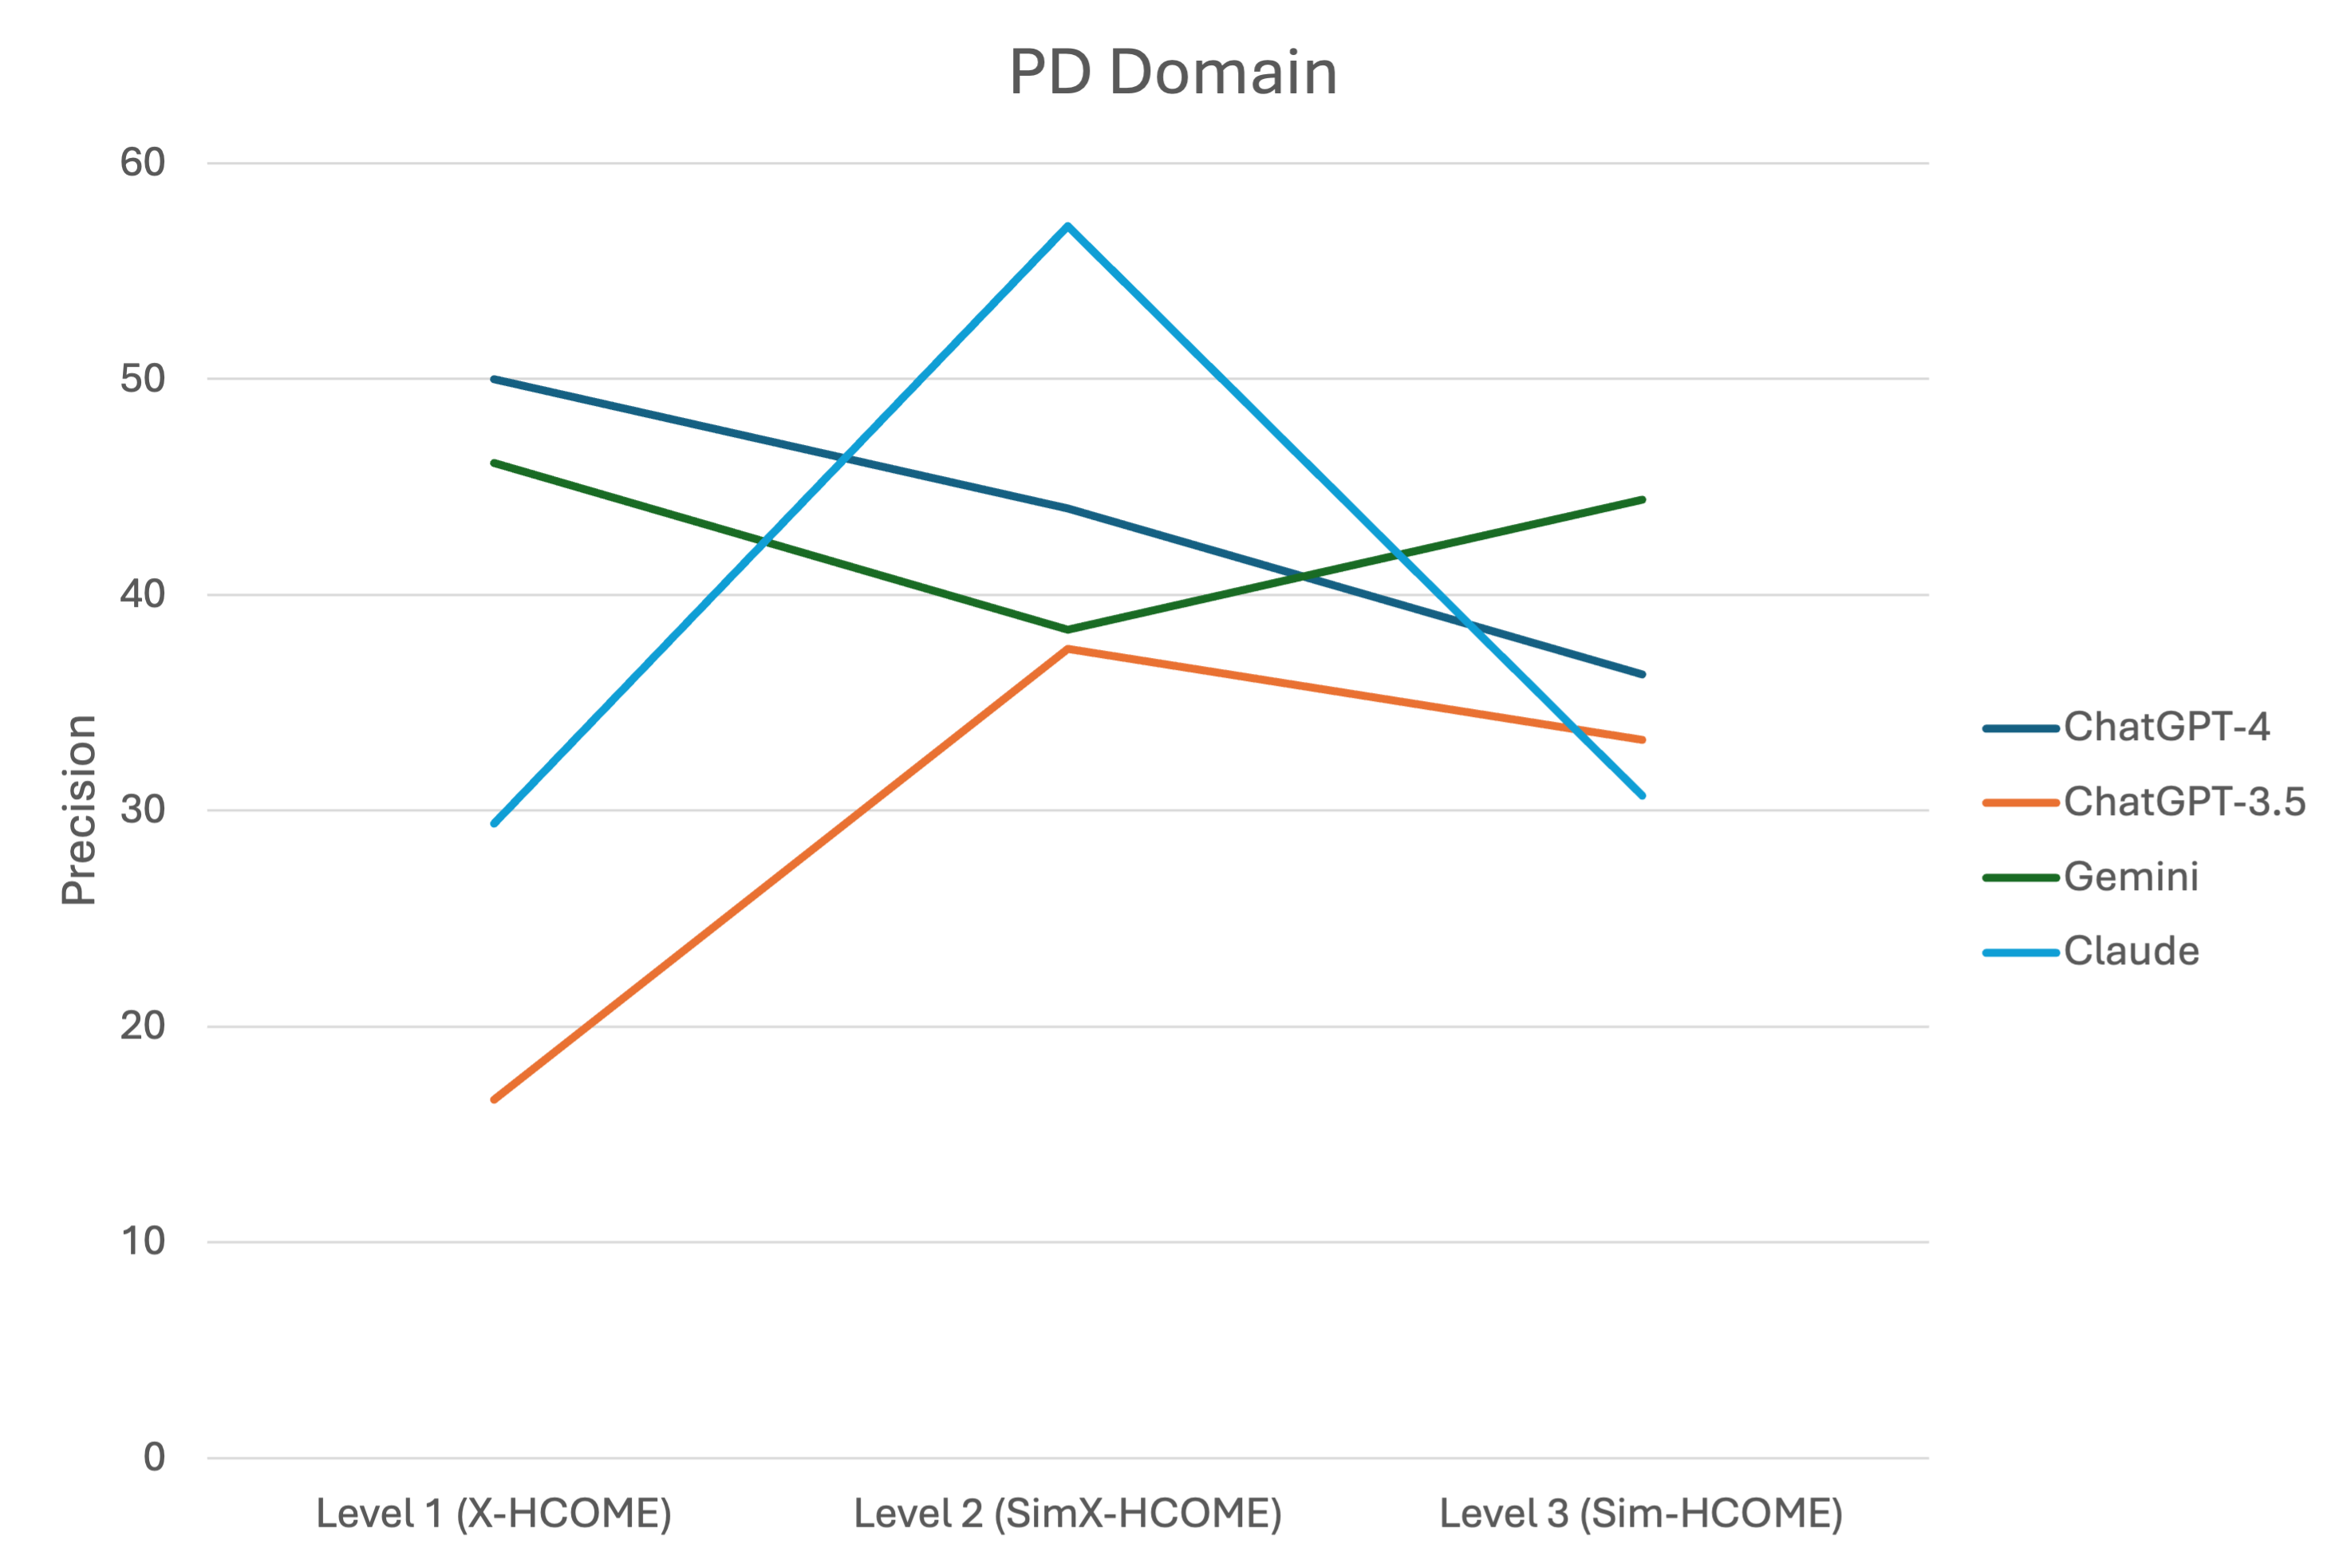 PD Domain
60
50
40
30
20
10
0
Precision
Level 1 (X-HCOME)
Level 2 (SimX-HCOME)
Level 3 (Sim-HCOME)
ChatGPT-4
ChatGPT-3.5
Gemini
Claude